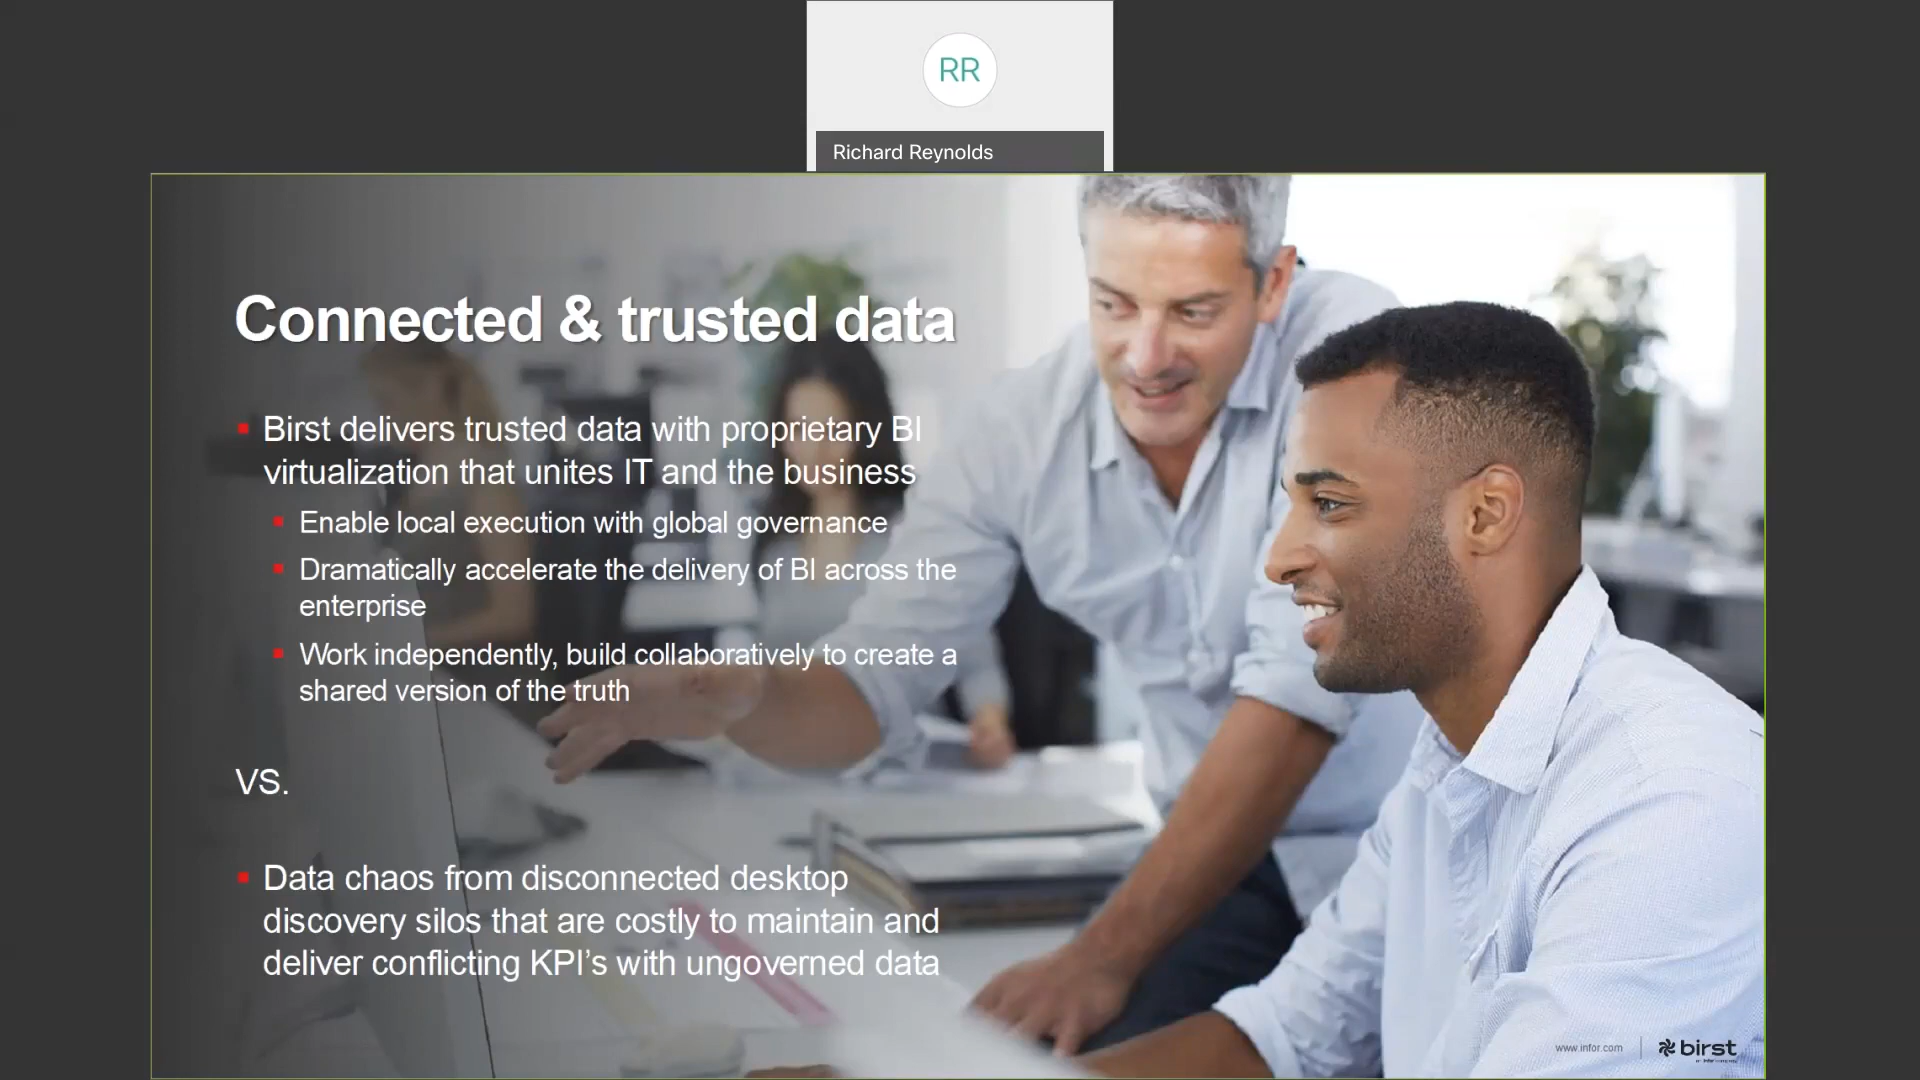 RR
Richard Reynolds
Connected & trusted data
Birst delivers trusted data with proprietary BI
virtualization that unites IT and the business
Enable local execution with global governance
Dramatically accelerate the delivery of BI across the
enterprise
Work independently, build collaboratively to create a
shared version of the truth
VS.
Data chaos from disconnected desktop
discovery silos that are costly to maintain and
deliver conflicting KPI’s with ungoverned data
www.infor.com
birst